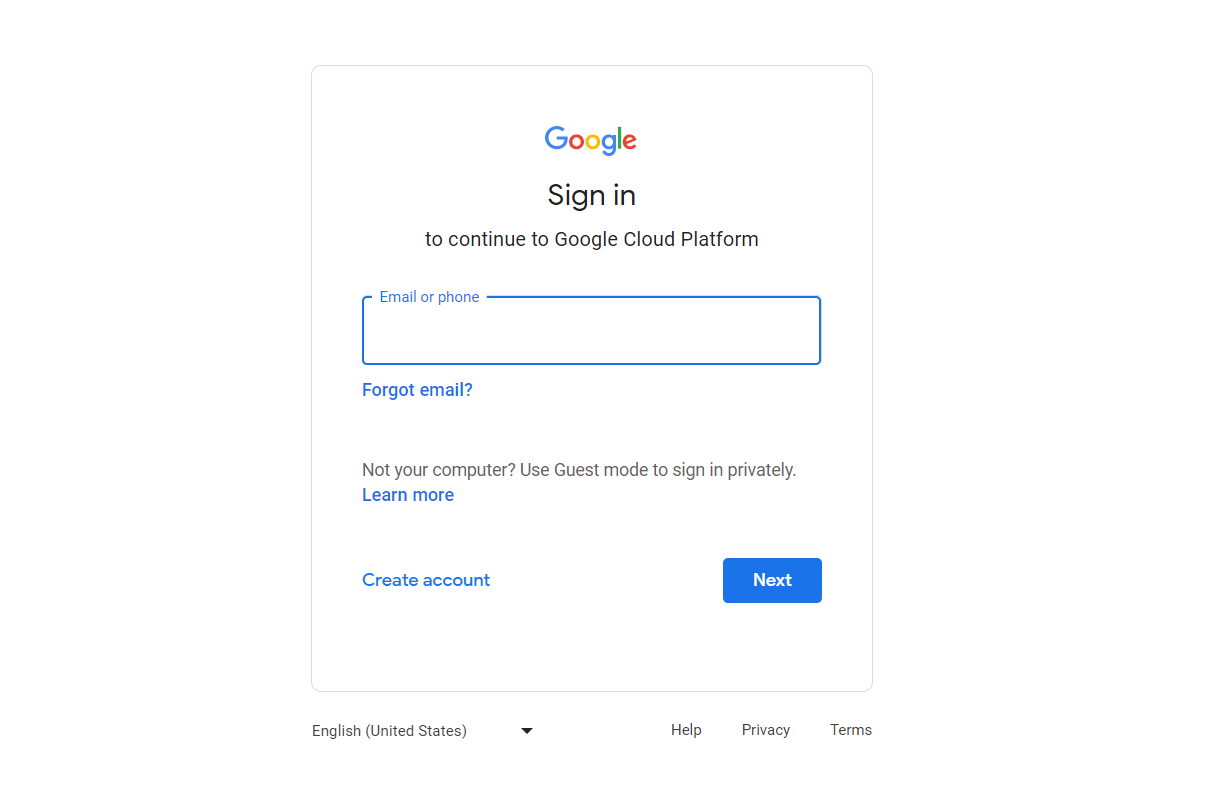 Google
Sign in
to continue to Google Cloud Platform
Email or phone
Forgot email?
Not your computer? Use Guest mode to sign in privately.
Learn more
Create account
Next
English (United States)
Help
Privacy
Terms